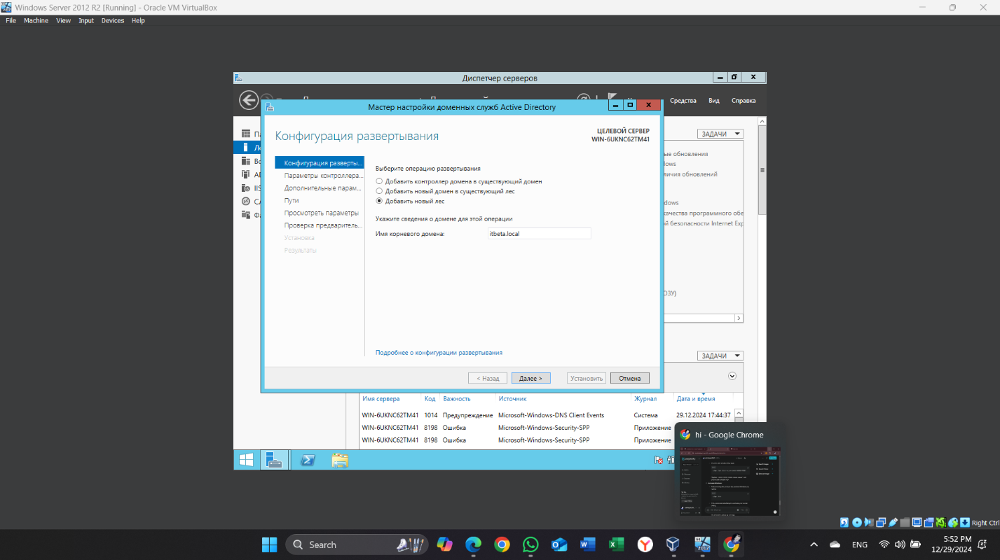 Windows Server 2012 R2 [Running] - Oracle VM VirtualBox
File Machine View Input Devices Help
Диспетчер серверов
Средства Вид Справка
Мастер настройки доменных служб Active Directory
Конфигурация развертывания
ЦЕЛЕВОЙ СЕРВЕР
WIN-6UKNC62TM41
Конфигурация разверты...
Параметры контроллера...
Дополнительные парам...
Пути
Просмотреть параметры
Проверка предваритель...
Установка
Результаты
Выберите операцию развертывания
Добавить контроллер домена в существующий домен
Добавить новый домен в существующий лес
Добавить новый лес
Укажите сведения о домене для этой операции
Имя корневого домена: itbeta.local
Подробнее о конфигурации развертывания
< Назад Далее > Установить Отмена
IIS
ЗАДАЧИ
ые обновления
lows
личия обновлений
dows
качества программного обе
й безопасности Internet Exp
ОЗУ)
ЗАДАЧИ
Имя сервера Код Важность Источник Журнал Дата и время
WIN-6UKNC62TM41 1014 Предупреждение Microsoft-Windows-DNS Client Events Система 29.12.2024 17:44:37
WIN-6UKNC62TM41 8198 Ошибка Microsoft-Windows-Security-SPP Приложение
WIN-6UKNC62TM41 8198 Ошибка Microsoft-Windows-Security-SPP Приложение
hi - Google Chrome
Right Ctrl
Search
ENG
5:52 PM
12/29/2024